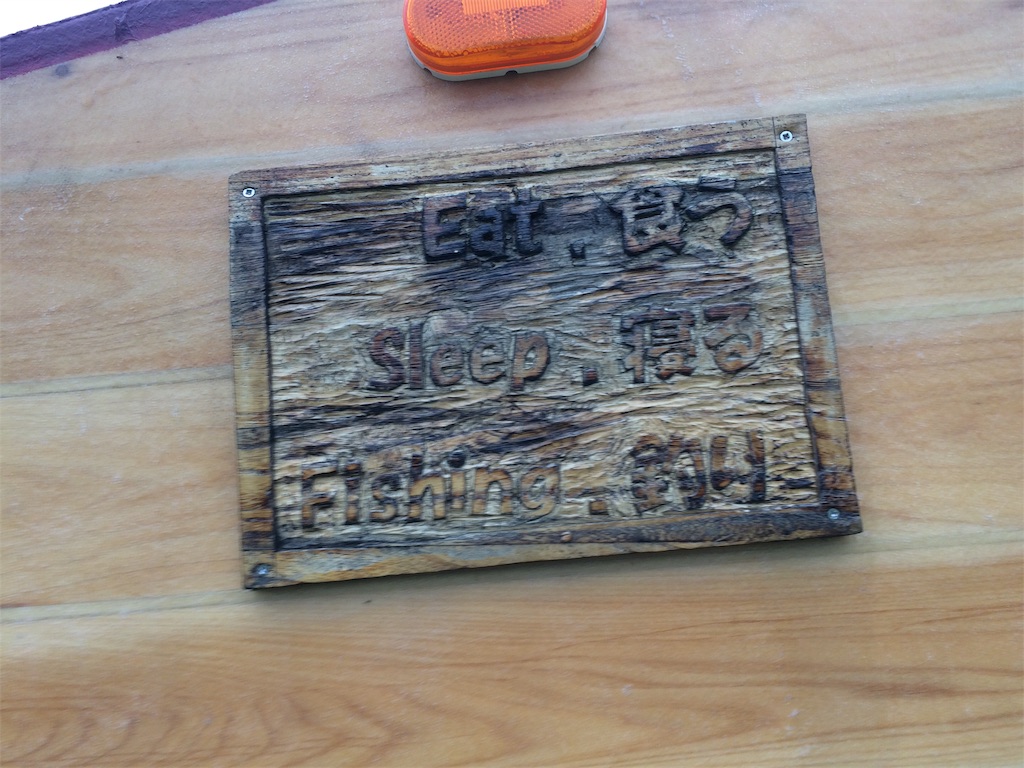 Eat . 食う
Sleep . 寝る
Fishing . 釣り